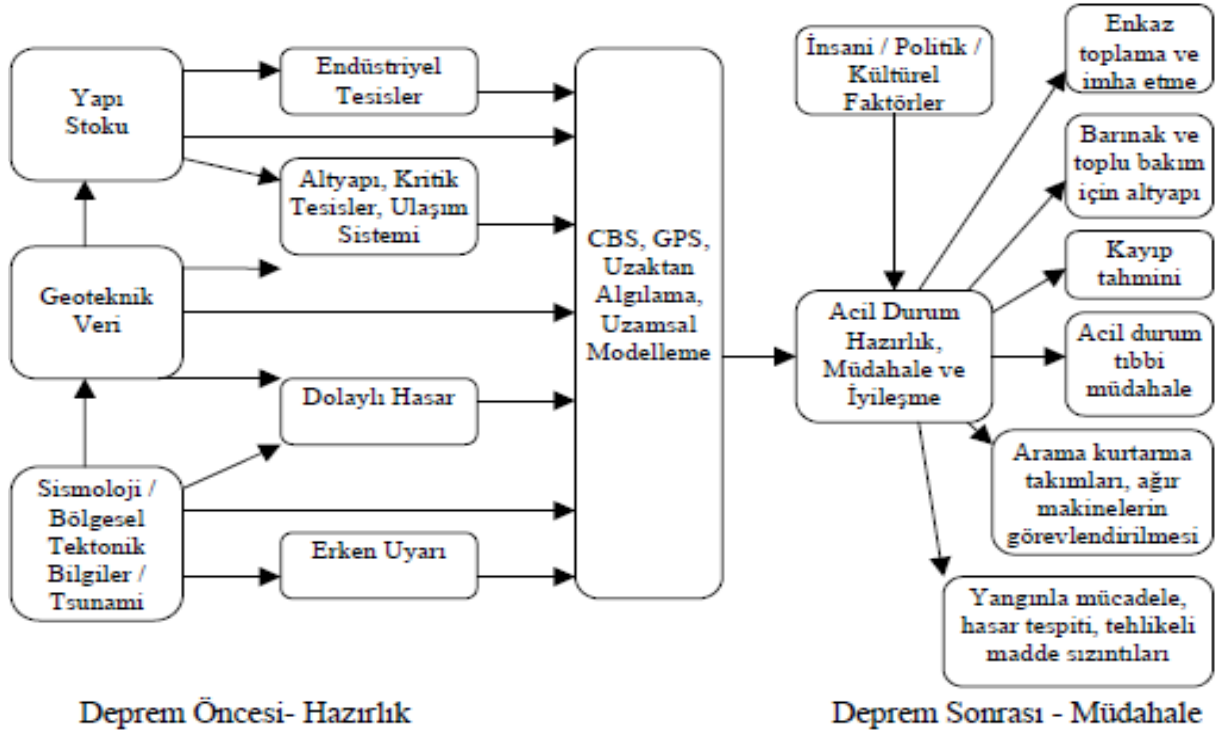 Yapı
Stoku
Geoteknik
Veri
Sismoloji /
Bölgesel
Tektonik
Bilgiler /
Tsunami
Endüstriyel
Tesisler
Altyapı, Kritik
Tesisler, Ulaşım
Sistemi
Dolaylı Hasar
Erken Uyarı
CBS, GPS,
Uzaktan
Algılama,
Uzamsal
Modelleme
İnsani / Politik /
Kültürel
Faktörler
Acil Durum
Hazırlık,
Müdahale ve
İyileşme
Enkaz
toplama ve
imha etme
Barınak ve
toplu bakım
için altyapı
Kayıp
tahmini
Acil durum
tıbbi
müdahale
Arama kurtarma
takımları, ağır
makinelerin
görevlendirilmesi
Yangınla mücadele,
hasar tespiti, tehlikeli
madde sızıntıları
Deprem Öncesi- Hazırlık
Deprem Sonrası - Müdahale